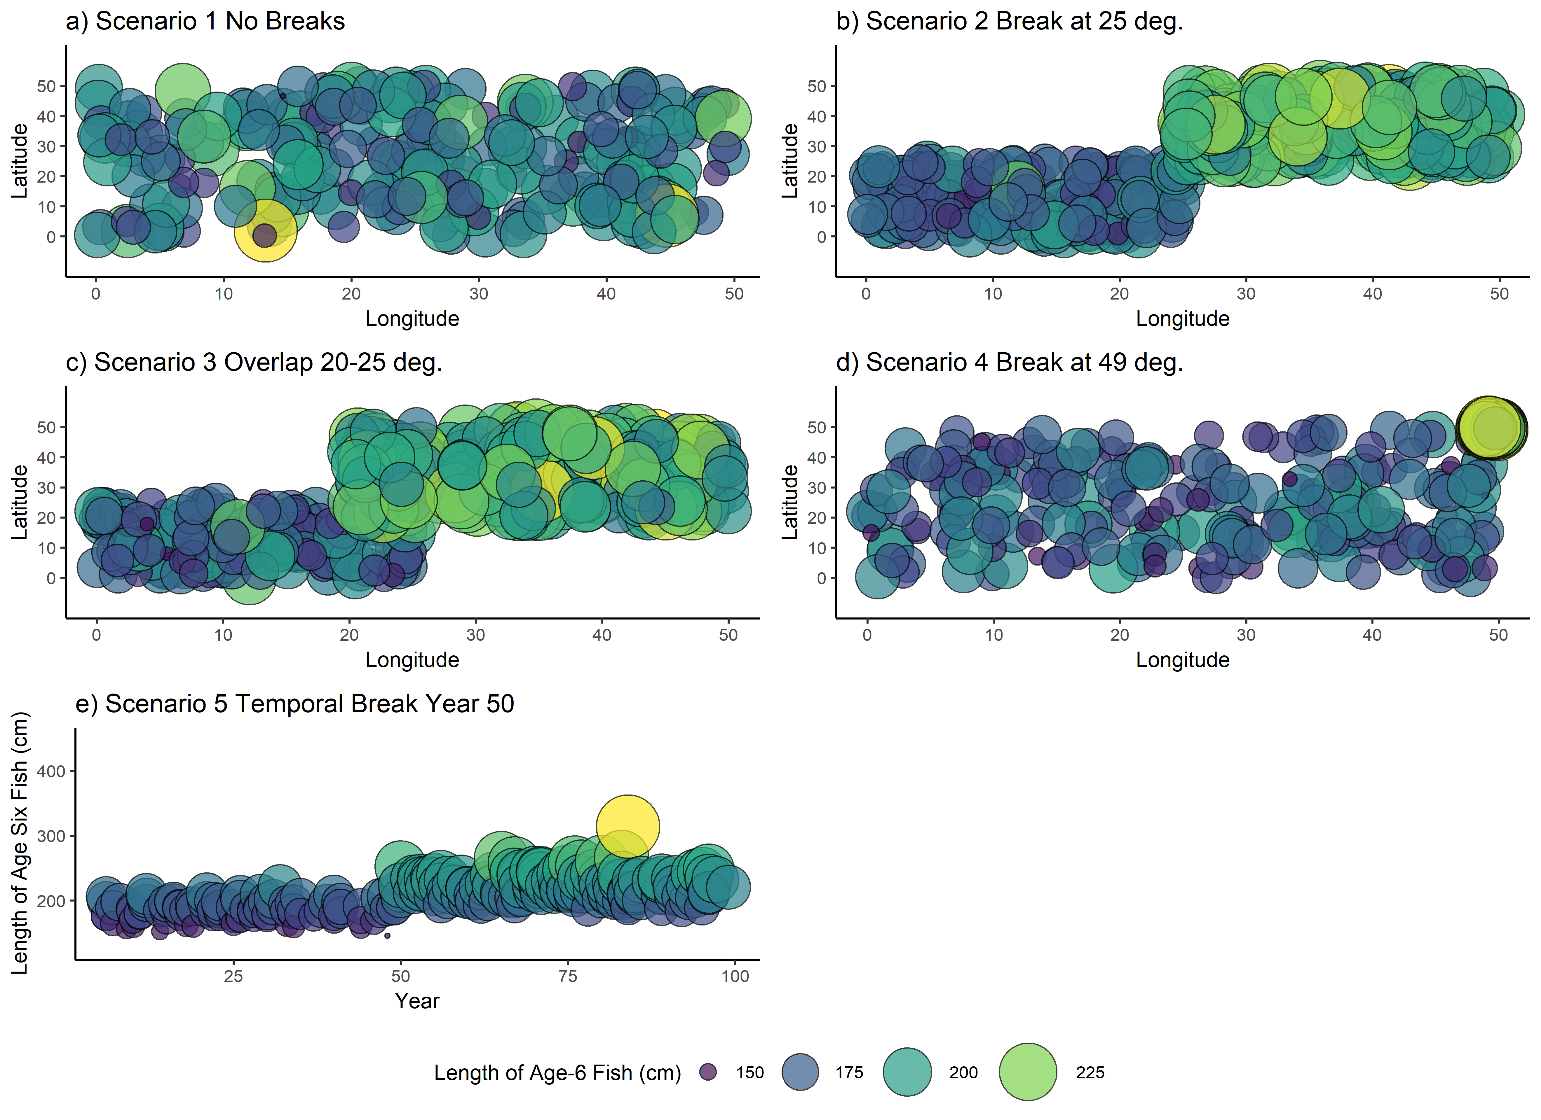 a) Scenario 1 No Breaks
Latitude
50
40
30
20
10
0
0 10 20 30 40 50
Longitude
b) Scenario 2 Break at 25 deg.
Latitude
50
40
30
20
10
0
0 10 20 30 40 50
Longitude
c) Scenario 3 Overlap 20-25 deg.
Latitude
50
40
30
20
10
0
0 10 20 30 40 50
Longitude
d) Scenario 4 Break at 49 deg.
Latitude
50
40
30
20
10
0
0 10 20 30 40 50
Longitude
e) Scenario 5 Temporal Break Year 50
Length of Age Six Fish (cm)
400
300
200
25 50 75 100
Year
Length of Age-6 Fish (cm) 150 175 200 225